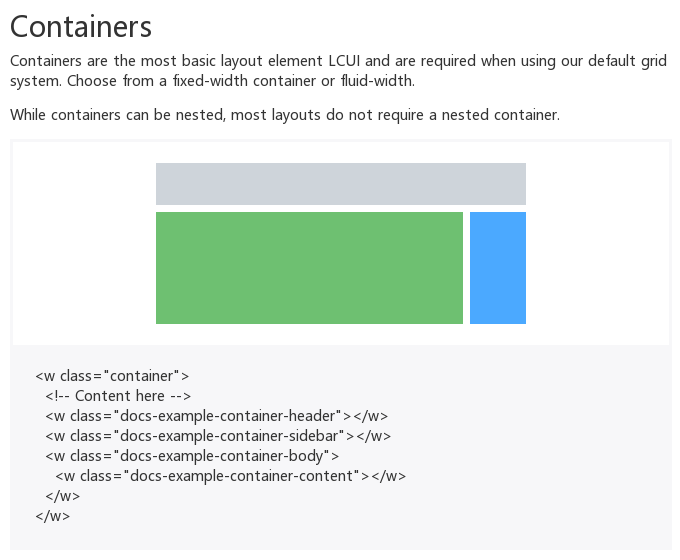 Containers
Containers are the most basic layout element LCUI and are required when using our default grid
system. Choose from a fixed-width container or fluid-width.
While containers can be nested, most layouts do not require a nested container.
<w class="container">
  <!-- Content here -->
  <w class="docs-example-container-header"></w>
  <w class="docs-example-container-sidebar"></w>
  <w class="docs-example-container-body">
    <w class="docs-example-container-content"></w>
  </w>
</w>